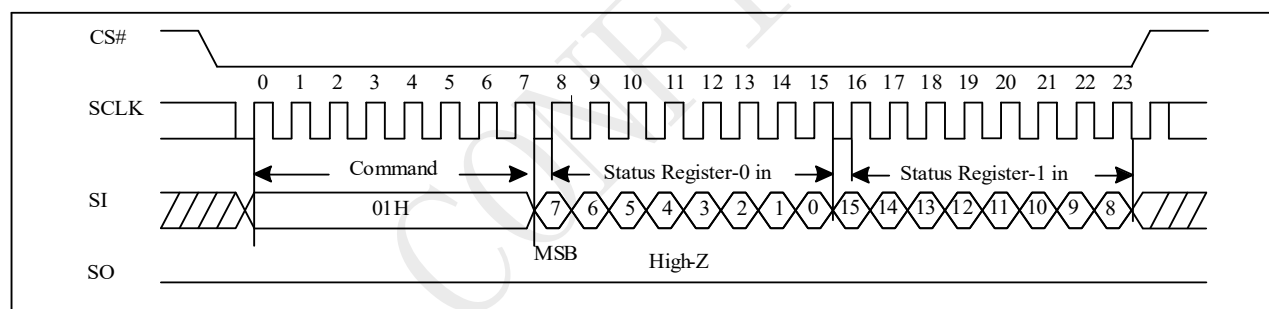 CS#
0 1 2 3 4 5 6 7 8 9 10 11 12 13 14 15 16 17 18 19 20 21 22 23
SCLK
Command Status Register-0 in Status Register-1 in
SI 01H 7 6 5 4 3 2 1 0 15 14 13 12 11 10 9 8
MSB High-Z
SO